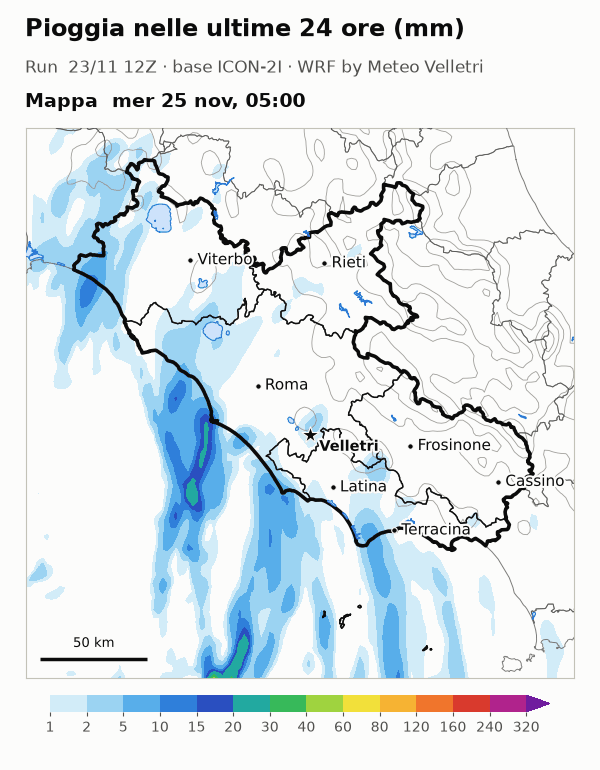 Pioggia nelle ultime 24 ore (mm)
Run  23/11 12Z · base ICON-2I · WRF by Meteo Velletri
Mappa  mer 25 nov, 05:00
Viterbo
Rieti
Roma
Velletri
Frosinone
Latina
Cassino
Terracina
50 km
1 2 5 10 15 20 30 40 60 80 120 160 240 320